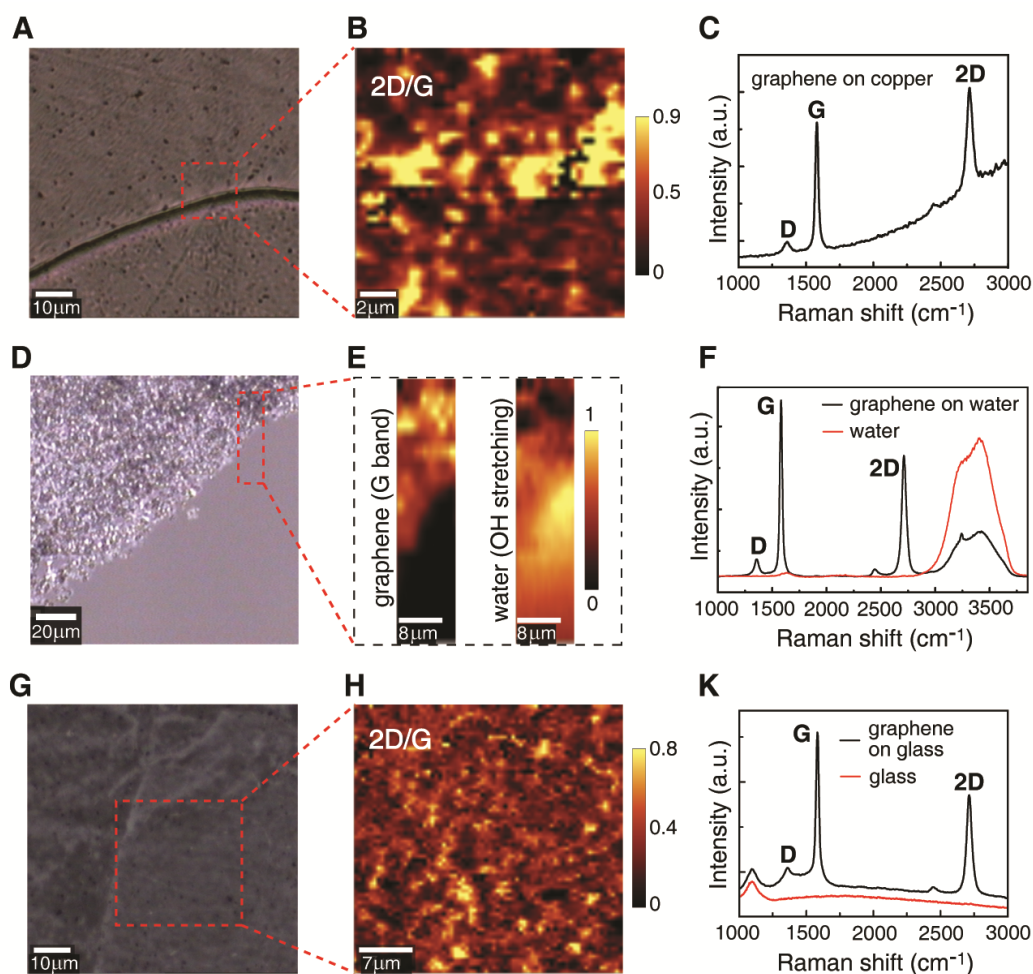 A
10μm
B
2D/G
2μm
0.9
0.5
0
C
graphene on copper
D
G
2D
Intensity (a.u.)
1000 1500 2000 2500 3000
Raman shift (cm⁻¹)
D
20μm
E
graphene (G band)
8μm
water (OH stretching)
8μm
1
0
F
G
D
2D
graphene on water
water
Intensity (a.u.)
1000 1500 2000 2500 3000 3500
Raman shift (cm⁻¹)
G
10μm
H
2D/G
7μm
0.8
0.4
0
K
G
D
2D
graphene
on glass
glass
Intensity (a.u.)
1000 1500 2000 2500 3000
Raman shift (cm⁻¹)